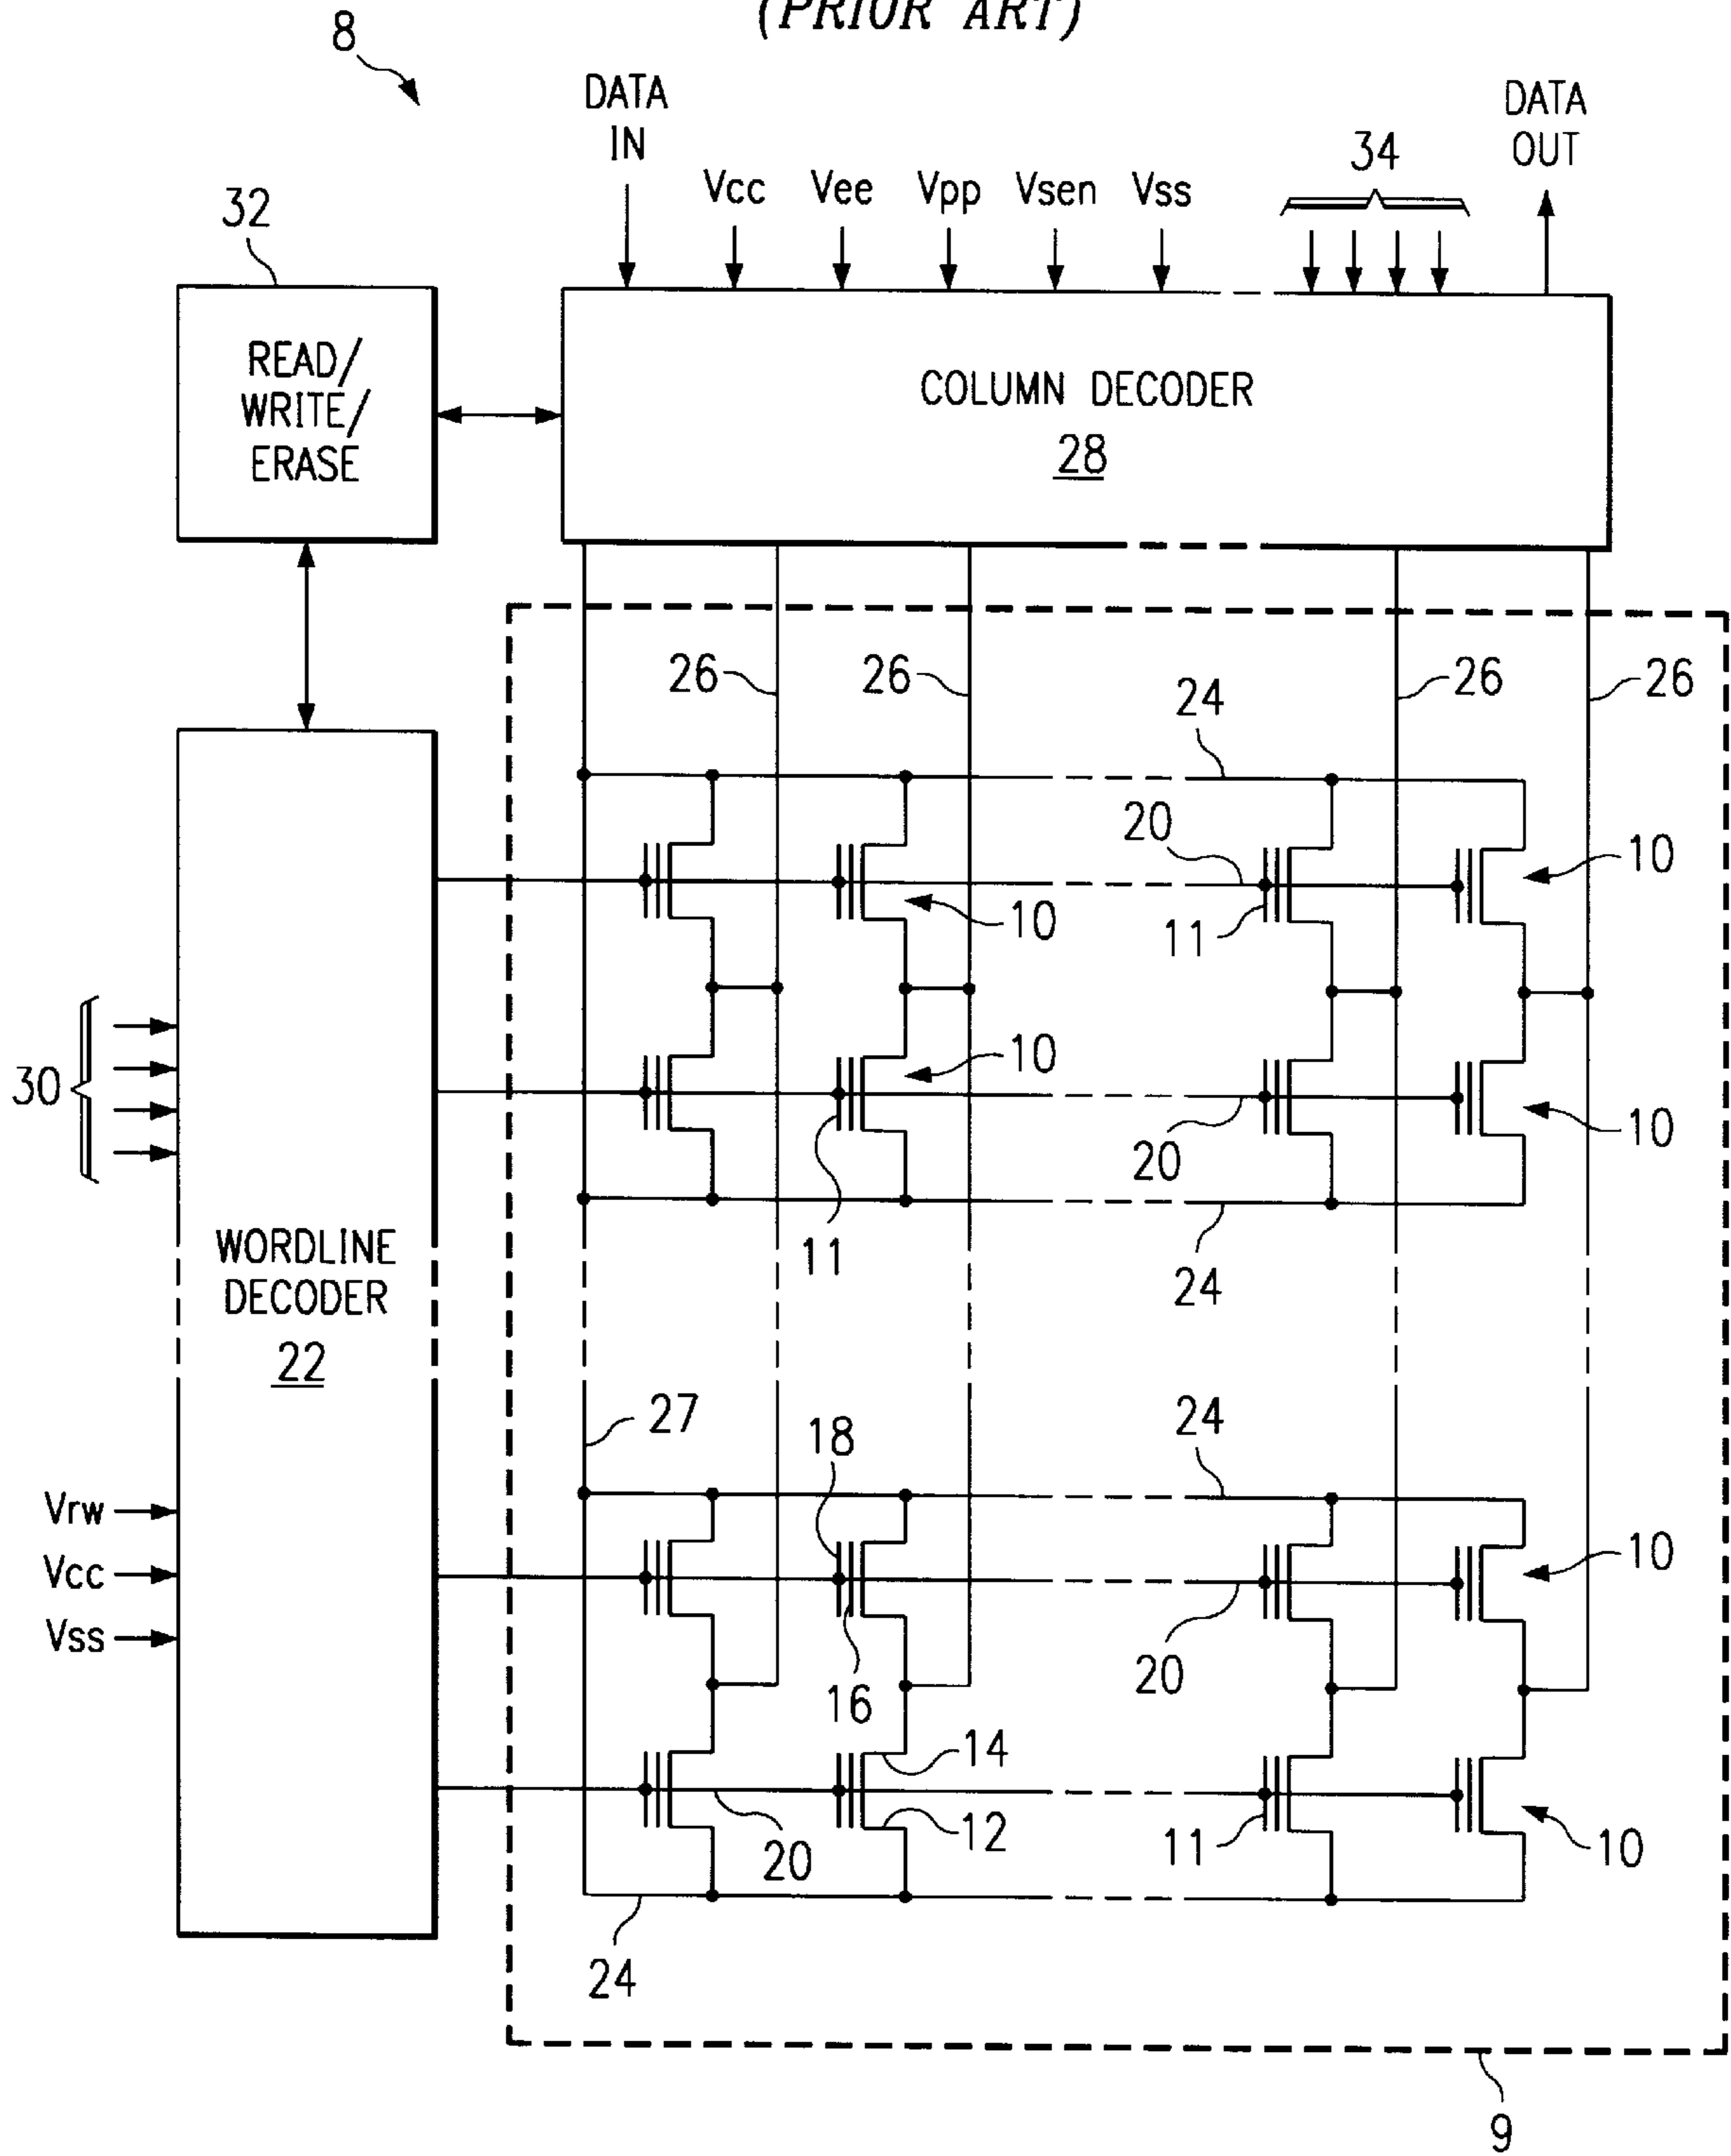 (PRIOR ART)
8
DATA
IN
Vcc
Vee
Vpp
Vsen
Vss
34
DATA
OUT
32
READ/
WRITE/
ERASE
COLUMN DECODER
28
26
26
26
26
24
20
10
10
11
10
10
20
11
24
30
WORDLINE
DECODER
22
27
18
24
Vrw
Vcc
Vss
10
16
20
14
12
20
11
10
24
9